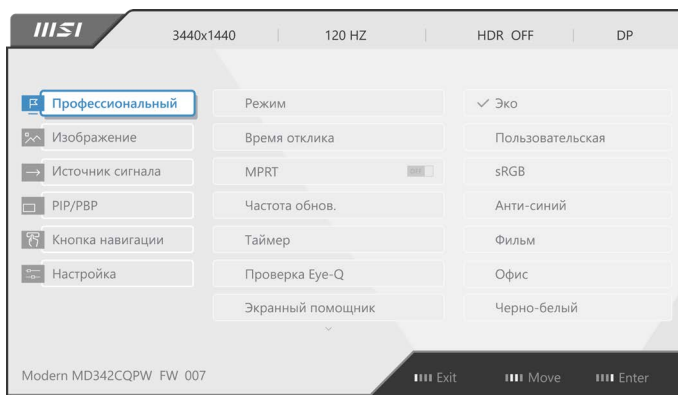 msi 3440x1440 120 HZ HDR OFF DP
Профессиональный Режим ✓ Эко
Изображение Время отклика Пользовательская
Источник сигнала MPRT OFF sRGB
PIP/PBP Частота обнов. Анти-синий
Кнопка навигации Таймер Фильм
Настройка Проверка Eye-Q Офис
Экранный помощник Черно-белый
Modern MD342CQPW FW 007 Exit Move Enter